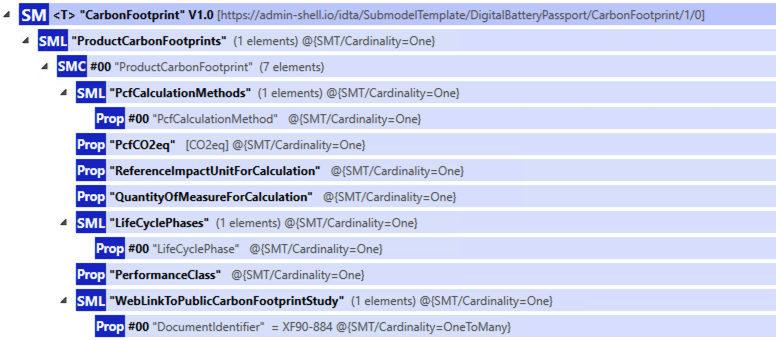 SM <T> "CarbonFootprint" V1.0 [https://admin-shell.io/idta/SubmodelTemplate/DigitalBatteryPassport/CarbonFootprint/1/0]
SML "ProductCarbonFootprints" (1 elements) @{SMT/Cardinality=One}
SMC #00 "ProductCarbonFootprint" (7 elements)
SML "PcfCalculationMethods" (1 elements) @{SMT/Cardinality=One}
Prop #00 "PcfCalculationMethod" @{SMT/Cardinality=One}
Prop "PcfCO2eq" [CO2eq] @{SMT/Cardinality=One}
Prop "ReferenceImpactUnitForCalculation" @{SMT/Cardinality=One}
Prop "QuantityOfMeasureForCalculation" @{SMT/Cardinality=One}
SML "LifeCyclePhases" (1 elements) @{SMT/Cardinality=One}
Prop #00 "LifeCyclePhase" @{SMT/Cardinality=One}
Prop "PerformanceClass" @{SMT/Cardinality=One}
SML "WebLinkToPublicCarbonFootprintStudy" (1 elements) @{SMT/Cardinality=One}
Prop #00 "DocumentIdentifier" = XF90-884 @{SMT/Cardinality=OneToMany}